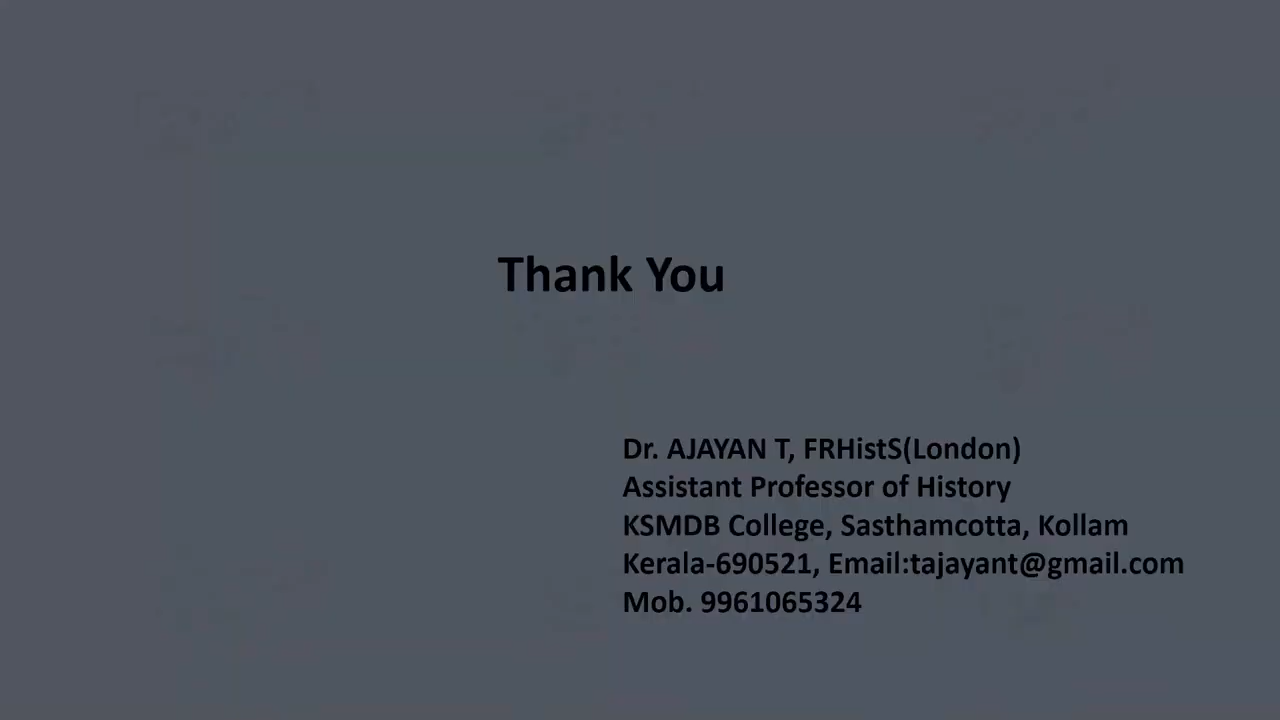 Thank You
Dr. AJAYAN T, FRHistS(London)
Assistant Professor of History
KSMDB College, Sasthamcotta, Kollam
Kerala-690521, Email:tajayant@gmail.com
Mob. 9961065324